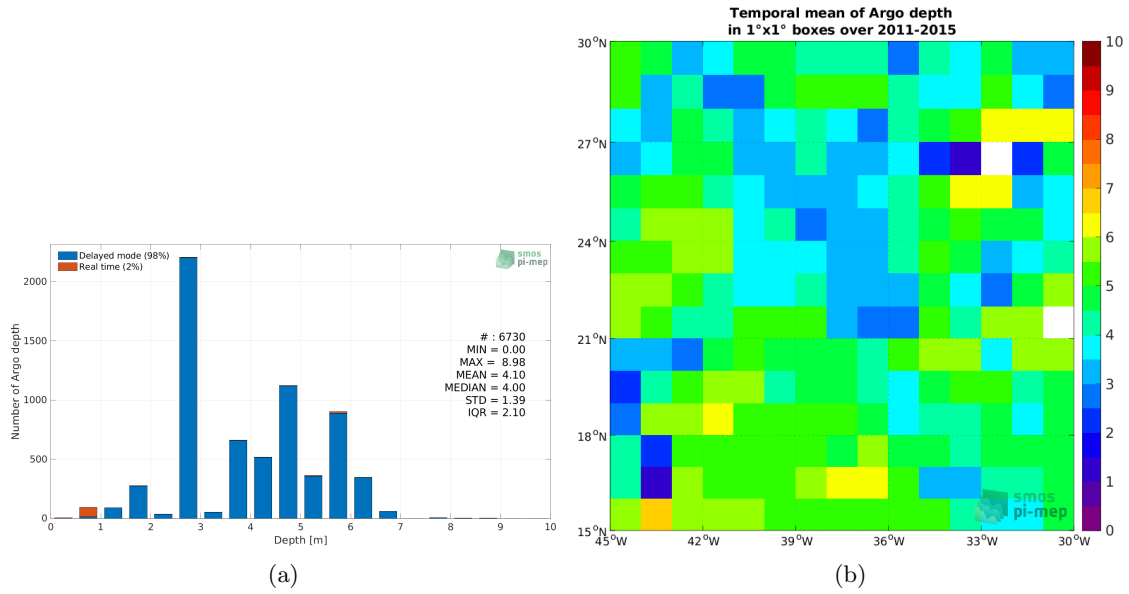 Delayed mode (98%)
Real time (2%)
smos
pi-mep
# : 6730
MIN = 0.00
MAX = 8.98
MEAN = 4.10
MEDIAN = 4.00
STD = 1.39
IQR = 2.10
Number of Argo depth
2000
1500
1000
500
0
0 1 2 3 4 5 6 7 8 9 10
Depth [m]
(a)
Temporal mean of Argo depth
in 1°x1° boxes over 2011-2015
30°N
27°N
24°N
21°N
18°N
15°N
45°W 42°W 39°W 36°W 33°W 30°W
smos
pi-mep
10
9
8
7
6
5
4
3
2
1
0
(b)